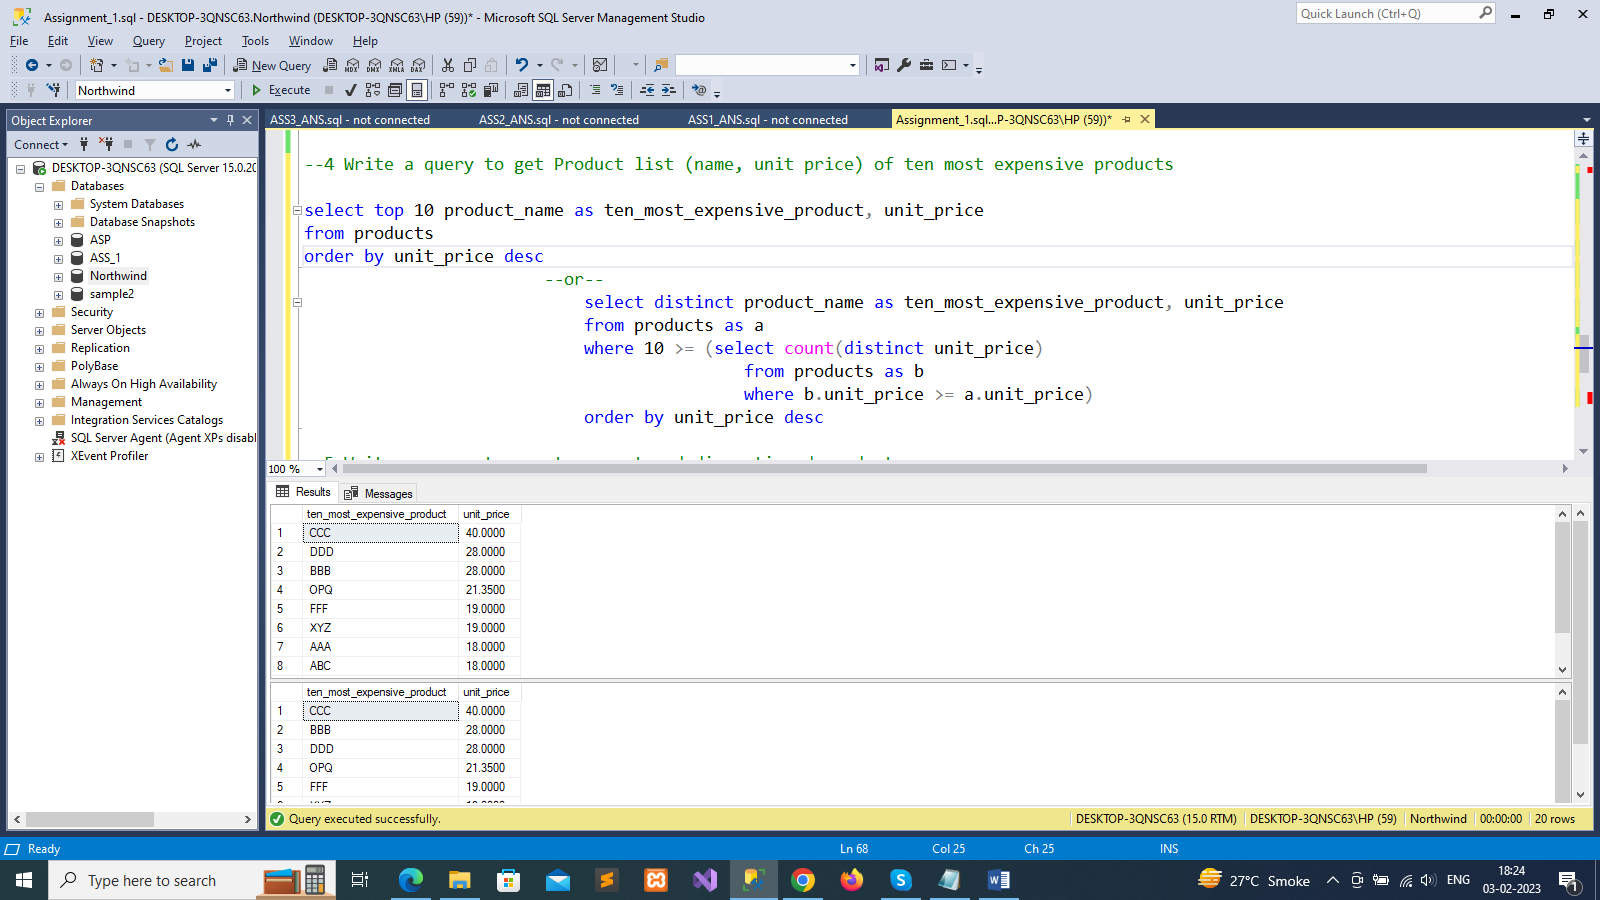 Assignment_1.sql - DESKTOP-3QNSC63.Northwind (DESKTOP-3QNSC63\HP (59))* - Microsoft SQL Server Management Studio
Quick Launch (Ctrl+Q)
File Edit View Query Project Tools Window Help
New Query
MDX DMX XMLA DAX
Northwind
Execute
Object Explorer
ASS3_ANS.sql - not connected
ASS2_ANS.sql - not connected
ASS1_ANS.sql - not connected
Assignment_1.sql...P-3QNSC63\HP (59))*
Connect
DESKTOP-3QNSC63 (SQL Server 15.0.20
Databases
System Databases
Database Snapshots
ASP
ASS_1
Northwind
sample2
Security
Server Objects
Replication
PolyBase
Always On High Availability
Management
Integration Services Catalogs
SQL Server Agent (Agent XPs disabl
XEvent Profiler
--4 Write a query to get Product list (name, unit price) of ten most expensive products
select top 10 product_name as ten_most_expensive_product, unit_price
from products
order by unit_price desc
--or--
select distinct product_name as ten_most_expensive_product, unit_price
from products as a
where 10 >= (select count(distinct unit_price)
from products as b
where b.unit_price >= a.unit_price)
order by unit_price desc
100 %
Results Messages
ten_most_expensive_product unit_price
1 CCC 40.0000
2 DDD 28.0000
3 BBB 28.0000
4 OPQ 21.3500
5 FFF 19.0000
6 XYZ 19.0000
7 AAA 18.0000
8 ABC 18.0000
ten_most_expensive_product unit_price
1 CCC 40.0000
2 BBB 28.0000
3 DDD 28.0000
4 OPQ 21.3500
5 FFF 19.0000
Query executed successfully.
DESKTOP-3QNSC63 (15.0 RTM) DESKTOP-3QNSC63\HP (59) Northwind 00:00:00 20 rows
Ready
Ln 68 Col 25 Ch 25 INS
Type here to search
27°C Smoke
ENG
18:24
03-02-2023
1